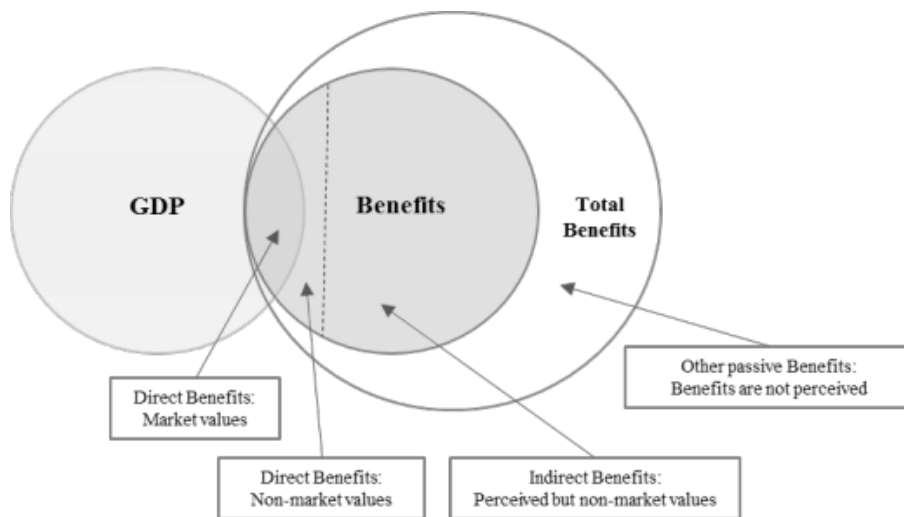 GDP
Benefits
Total
Benefits
Other passive Benefits:
Benefits are not perceived
Direct Benefits:
Market values
Direct Benefits:
Non-market values
Indirect Benefits:
Perceived but non-market values